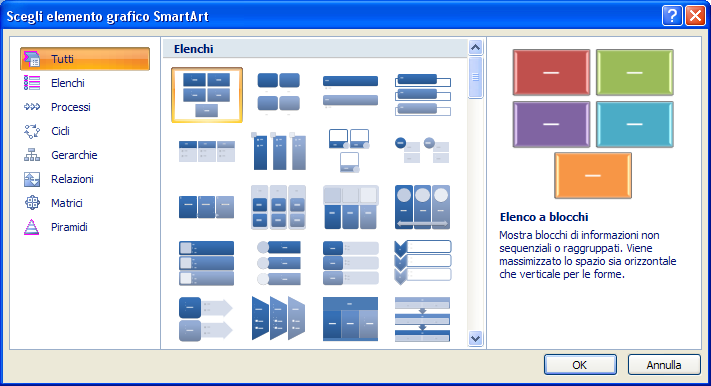 Scegli elemento grafico SmartArt
Tutti
Elenchi
Processi
Cicli
Gerarchie
Relazioni
Matrici
Piramidi
Elenchi
Elenco a blocchi
Mostra blocchi di informazioni non
sequenziali o raggruppati. Viene
massimizzato lo spazio sia orizzontale
che verticale per le forme.
OK
Annulla